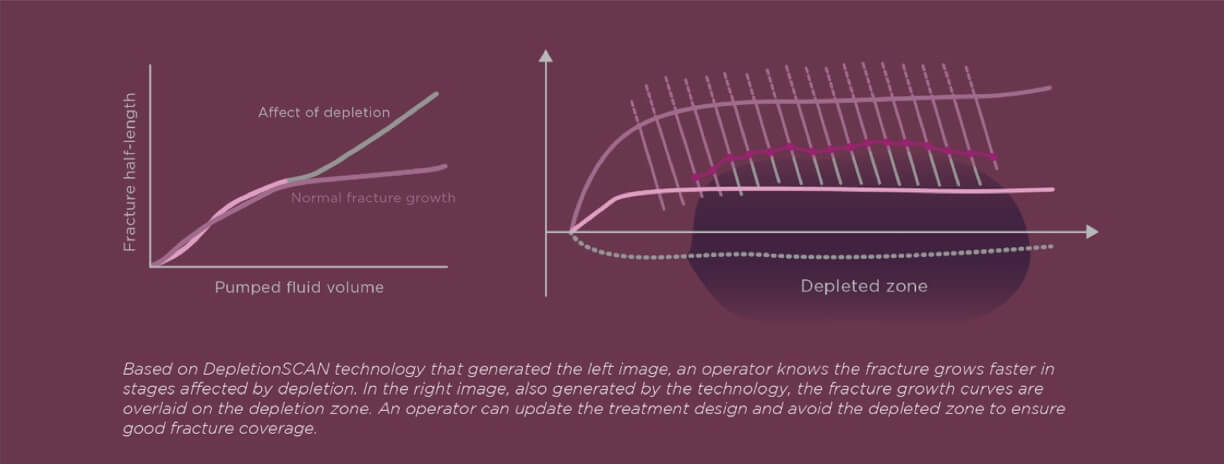 Affect of depletion
Fracture half-length
Normal fracture growth
Pumped fluid volume
Depleted zone
Based on DepletionSCAN technology that generated the left image, an operator knows the fracture grows faster in
stages affected by depletion. In the right image, also generated by the technology, the fracture growth curves are
overlaid on the depletion zone. An operator can update the treatment design and avoid the depleted zone to ensure
good fracture coverage.